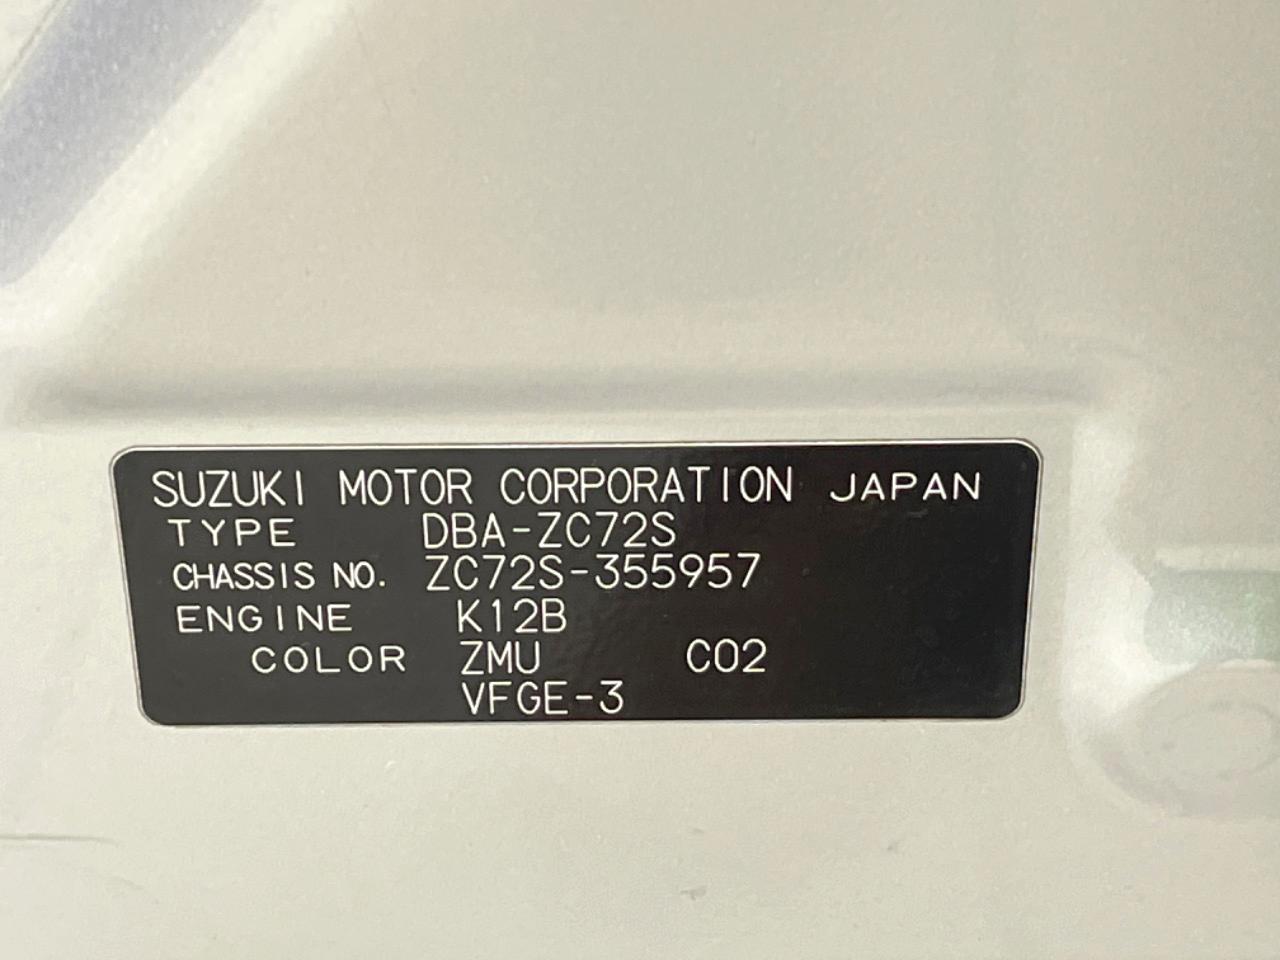 SUZUKI MOTOR CORPORATION JAPAN
TYPE DBA-ZC72S
CHASSIS NO. ZC72S-355957
ENGINE K12B
COLOR ZMU C02
VFGE-3